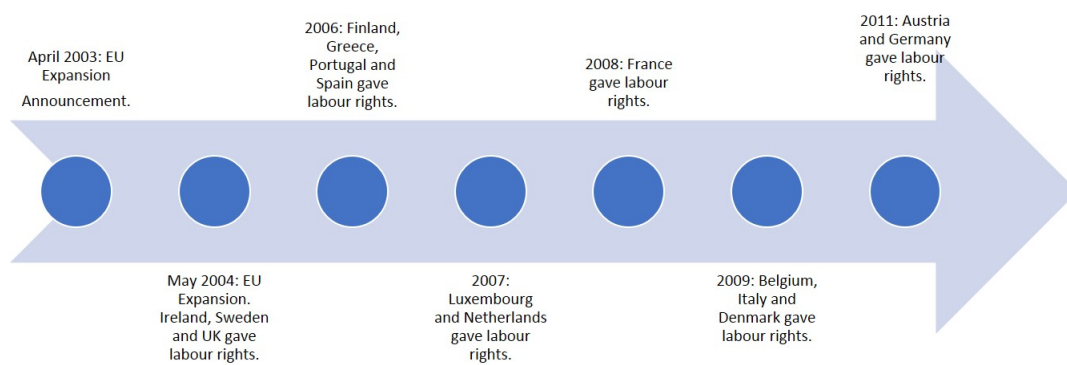 April 2003: EU
Expansion
Announcement.
May 2004: EU
Expansion.
Ireland, Sweden
and UK gave
labour rights.
2006: Finland,
Greece,
Portugal and
Spain gave
labour rights.
2007:
Luxembourg
and Netherlands
gave labour
rights.
2008: France
gave labour
rights.
2009: Belgium,
Italy and
Denmark gave
labour rights.
2011: Austria
and Germany
gave labour
rights.